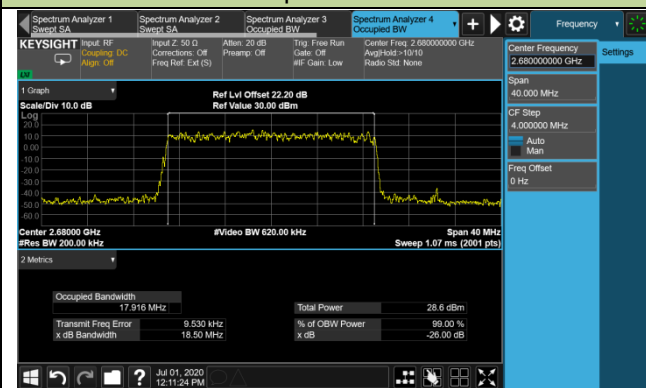 Spectrum Analyzer 1
Swept SA
Spectrum Analyzer 2
Swept SA
Spectrum Analyzer 3
Occupied BW
Spectrum Analyzer 4
Occupied BW
Frequency
KEYSIGHT
Input: RF
Coupling: DC
Align: Off
Input Z: 50 Ω
Corrections: Off
Freq Ref: Ext (S)
Atten: 20 dB
Preamp: Off
Trig: Free Run
Gate: Off
#IF Gain: Low
Center Freq: 2.680000000 GHz
Avg|Hold:>10/10
Radio Std: None
LXI
Center Frequency
2.680000000 GHz
Settings
Span
40.000 MHz
CF Step
4.000000 MHz
Auto
Man
Freq Offset
0 Hz
1 Graph
Scale/Div 10.0 dB
Ref Lvl Offset 22.20 dB
Ref Value 30.00 dBm
Log
20.0
10.0
0.00
-10.0
-20.0
-30.0
-40.0
-50.0
-60.0
Center 2.68000 GHz
#Res BW 200.00 kHz
#Video BW 620.00 kHz
Span 40 MHz
Sweep 1.07 ms (2001 pts)
2 Metrics
Occupied Bandwidth
17.916 MHz
Total Power 28.6 dBm
Transmit Freq Error 9.530 kHz
% of OBW Power 99.00 %
x dB Bandwidth 18.50 MHz
x dB -26.00 dB
?
Jul 01, 2020
12:11:24 PM